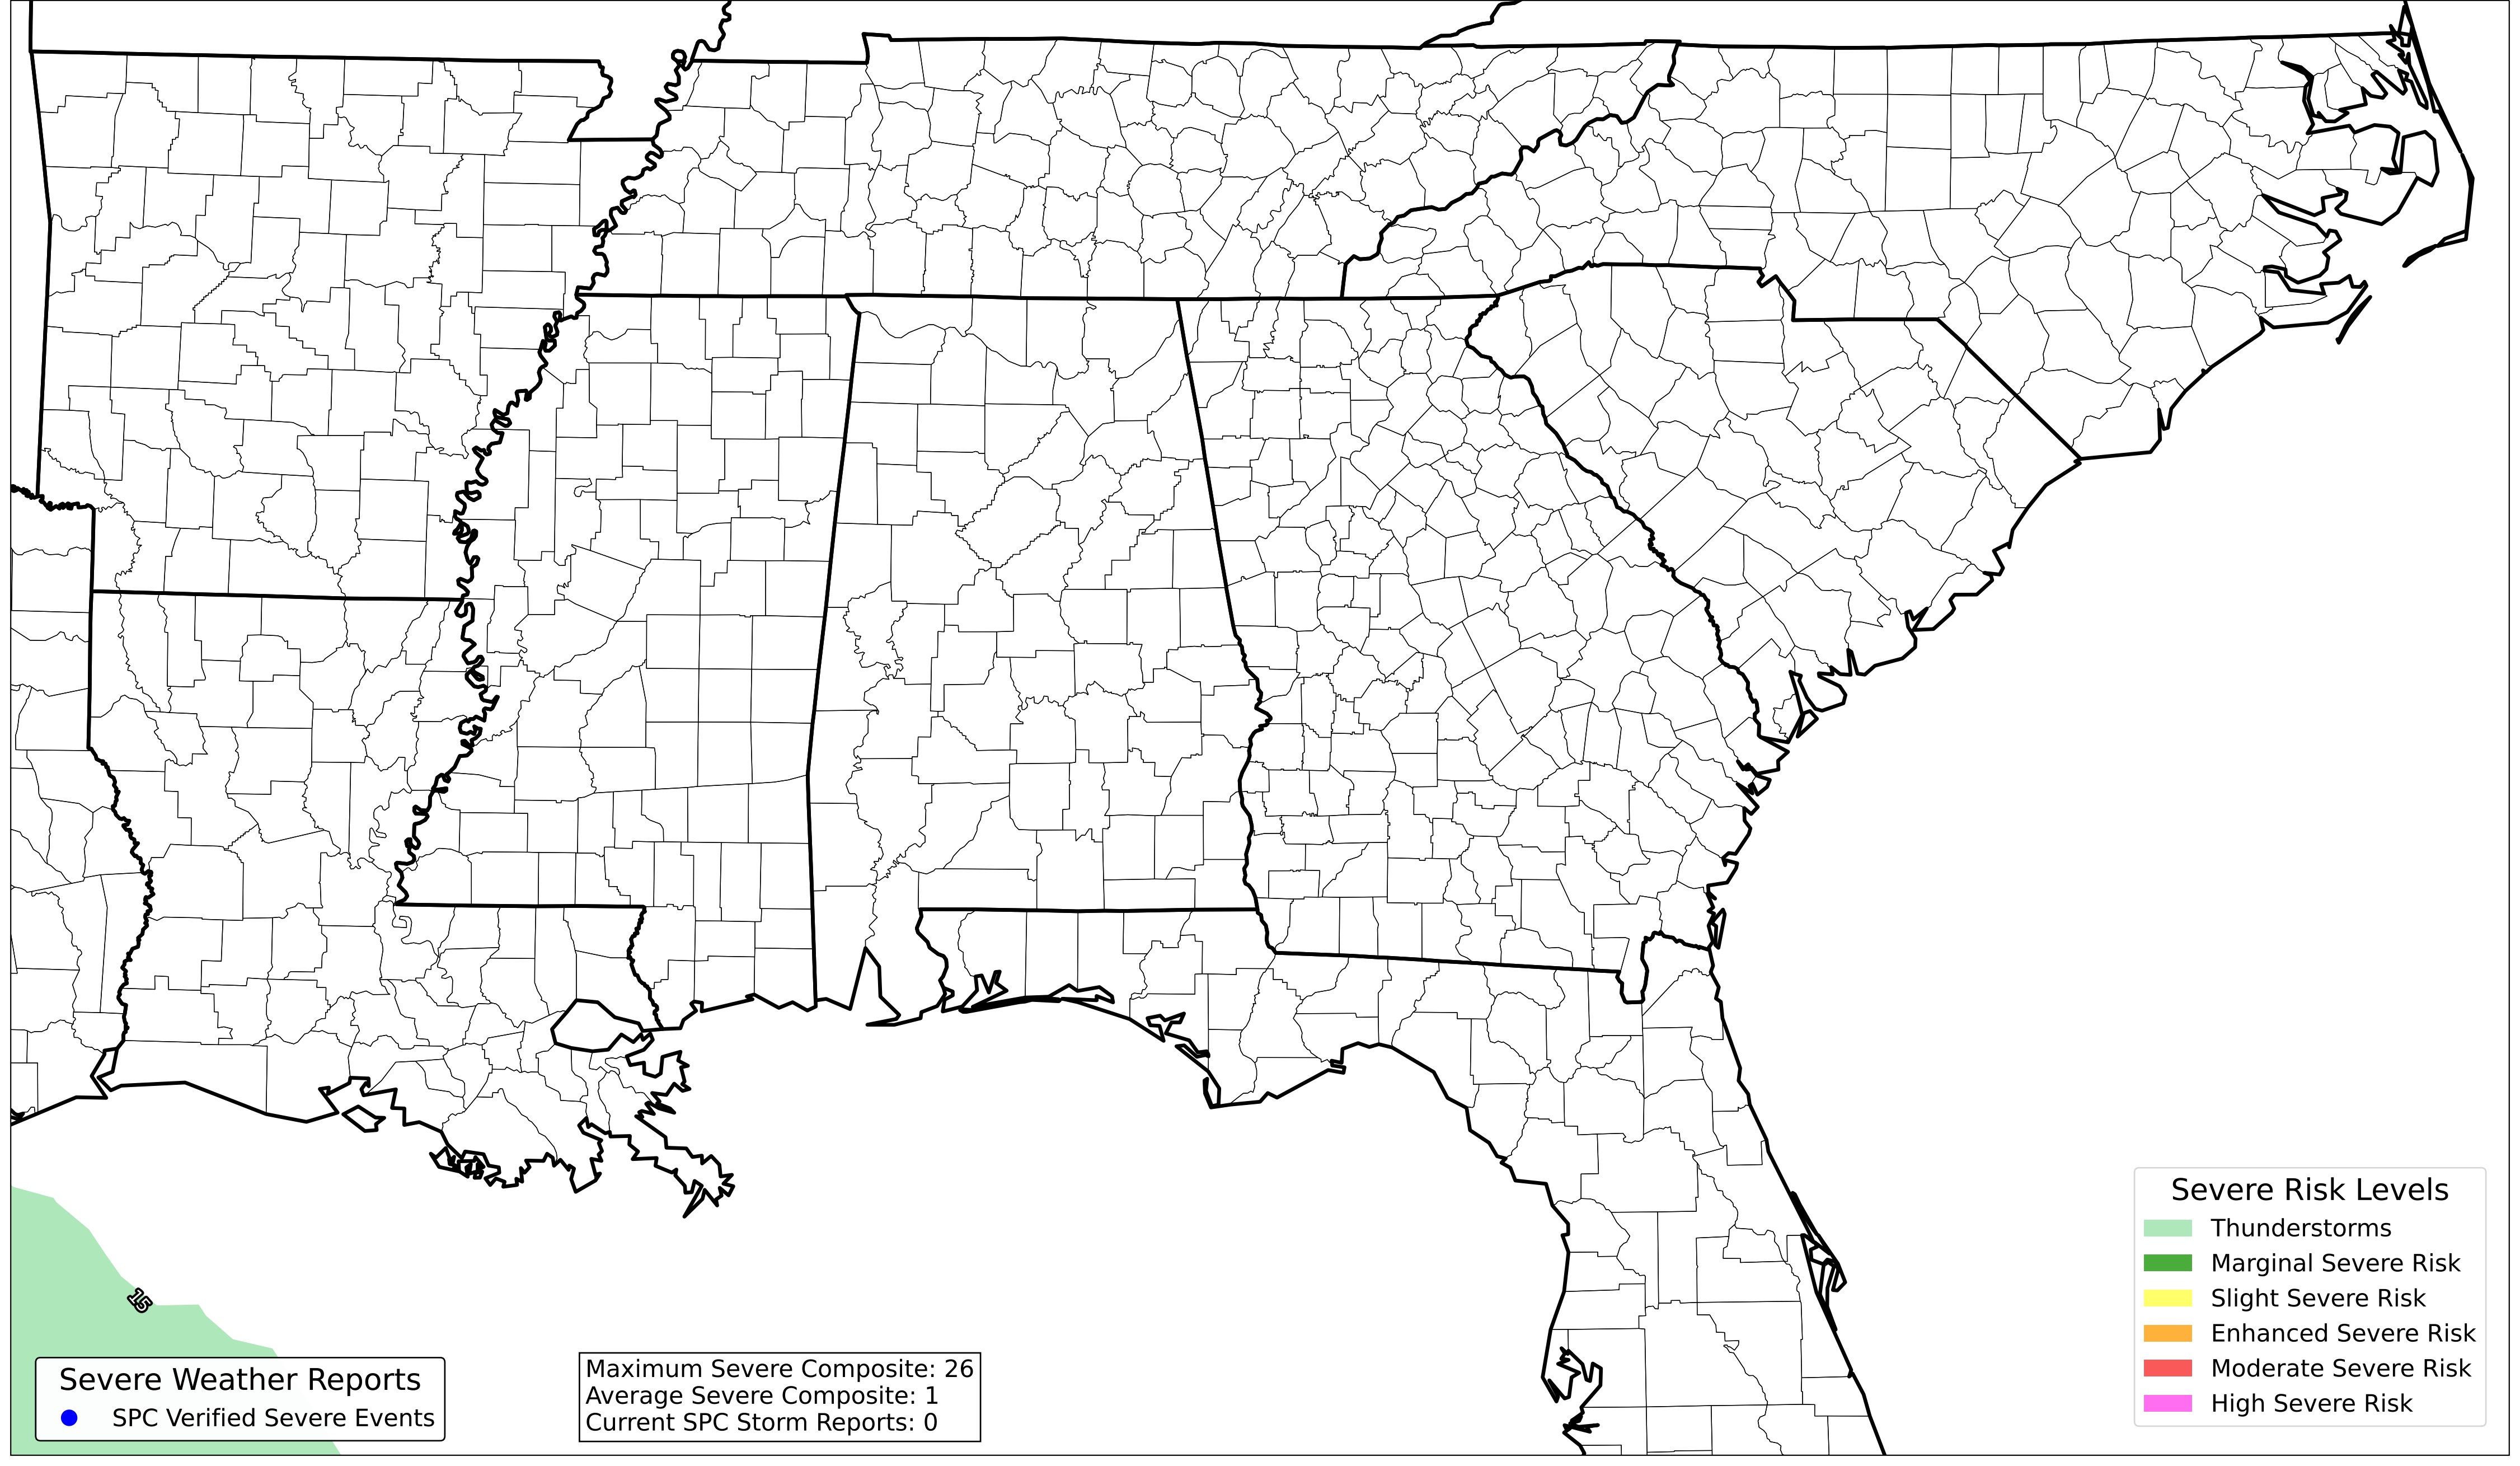 15
Severe Weather Reports
SPC Verified Severe Events
Maximum Severe Composite: 26
Average Severe Composite: 1
Current SPC Storm Reports: 0
Severe Risk Levels
Thunderstorms
Marginal Severe Risk
Slight Severe Risk
Enhanced Severe Risk
Moderate Severe Risk
High Severe Risk